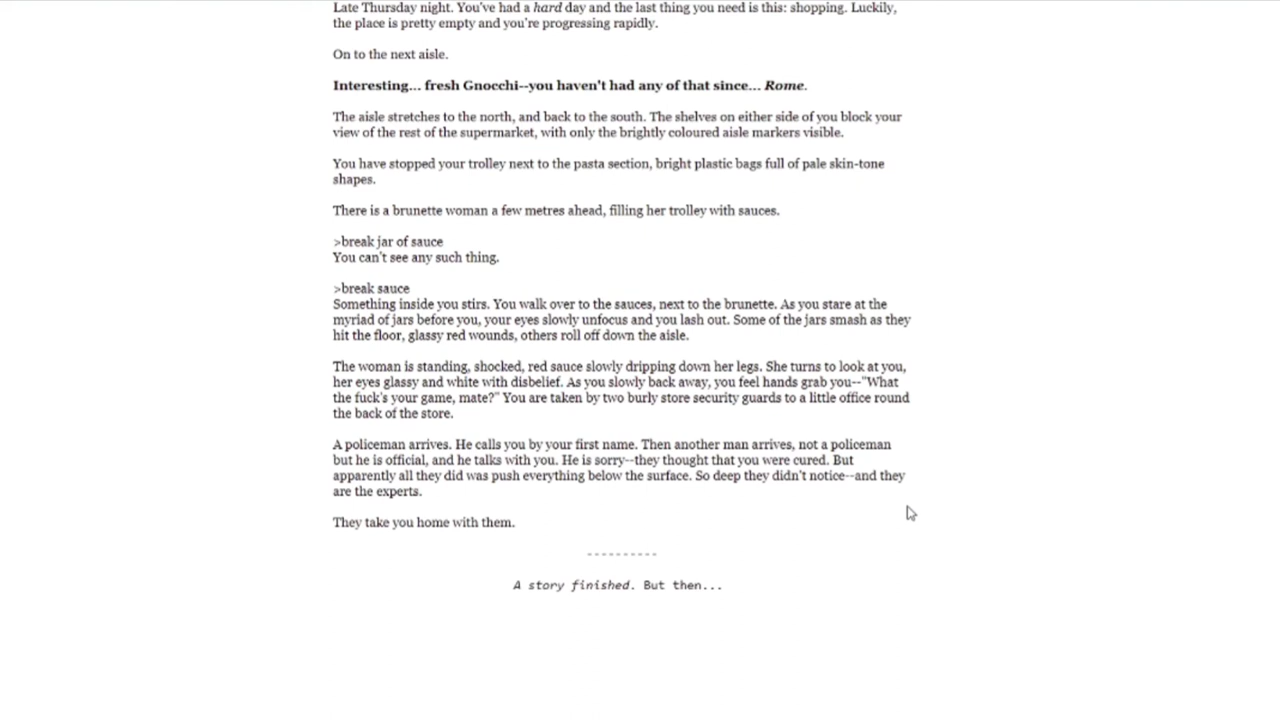 Late Thursday night. You've had a hard day and the last thing you need is this: shopping. Luckily,
the place is pretty empty and you're progressing rapidly.
On to the next aisle.
Interesting... fresh Gnocchi--you haven't had any of that since... Rome.
The aisle stretches to the north, and back to the south. The shelves on either side of you block your
view of the rest of the supermarket, with only the brightly coloured aisle markers visible.
You have stopped your trolley next to the pasta section, bright plastic bags full of pale skin-tone
shapes.
There is a brunette woman a few metres ahead, filling her trolley with sauces.
>break jar of sauce
You can't see any such thing.
>break sauce
Something inside you stirs. You walk over to the sauces, next to the brunette. As you stare at the
myriad of jars before you, your eyes slowly unfocus and you lash out. Some of the jars smash as they
hit the floor, glassy red wounds, others roll off down the aisle.
The woman is standing, shocked, red sauce slowly dripping down her legs. She turns to look at you,
her eyes glassy and white with disbelief. As you slowly back away, you feel hands grab you--"What
the fuck's your game, mate?" You are taken by two burly store security guards to a little office round
the back of the store.
A policeman arrives. He calls you by your first name. Then another man arrives, not a policeman
but he is official, and he talks with you. He is sorry--they thought that you were cured. But
apparently all they did was push everything below the surface. So deep they didn't notice--and they
are the experts.
They take you home with them.
----------
A story finished. But then...